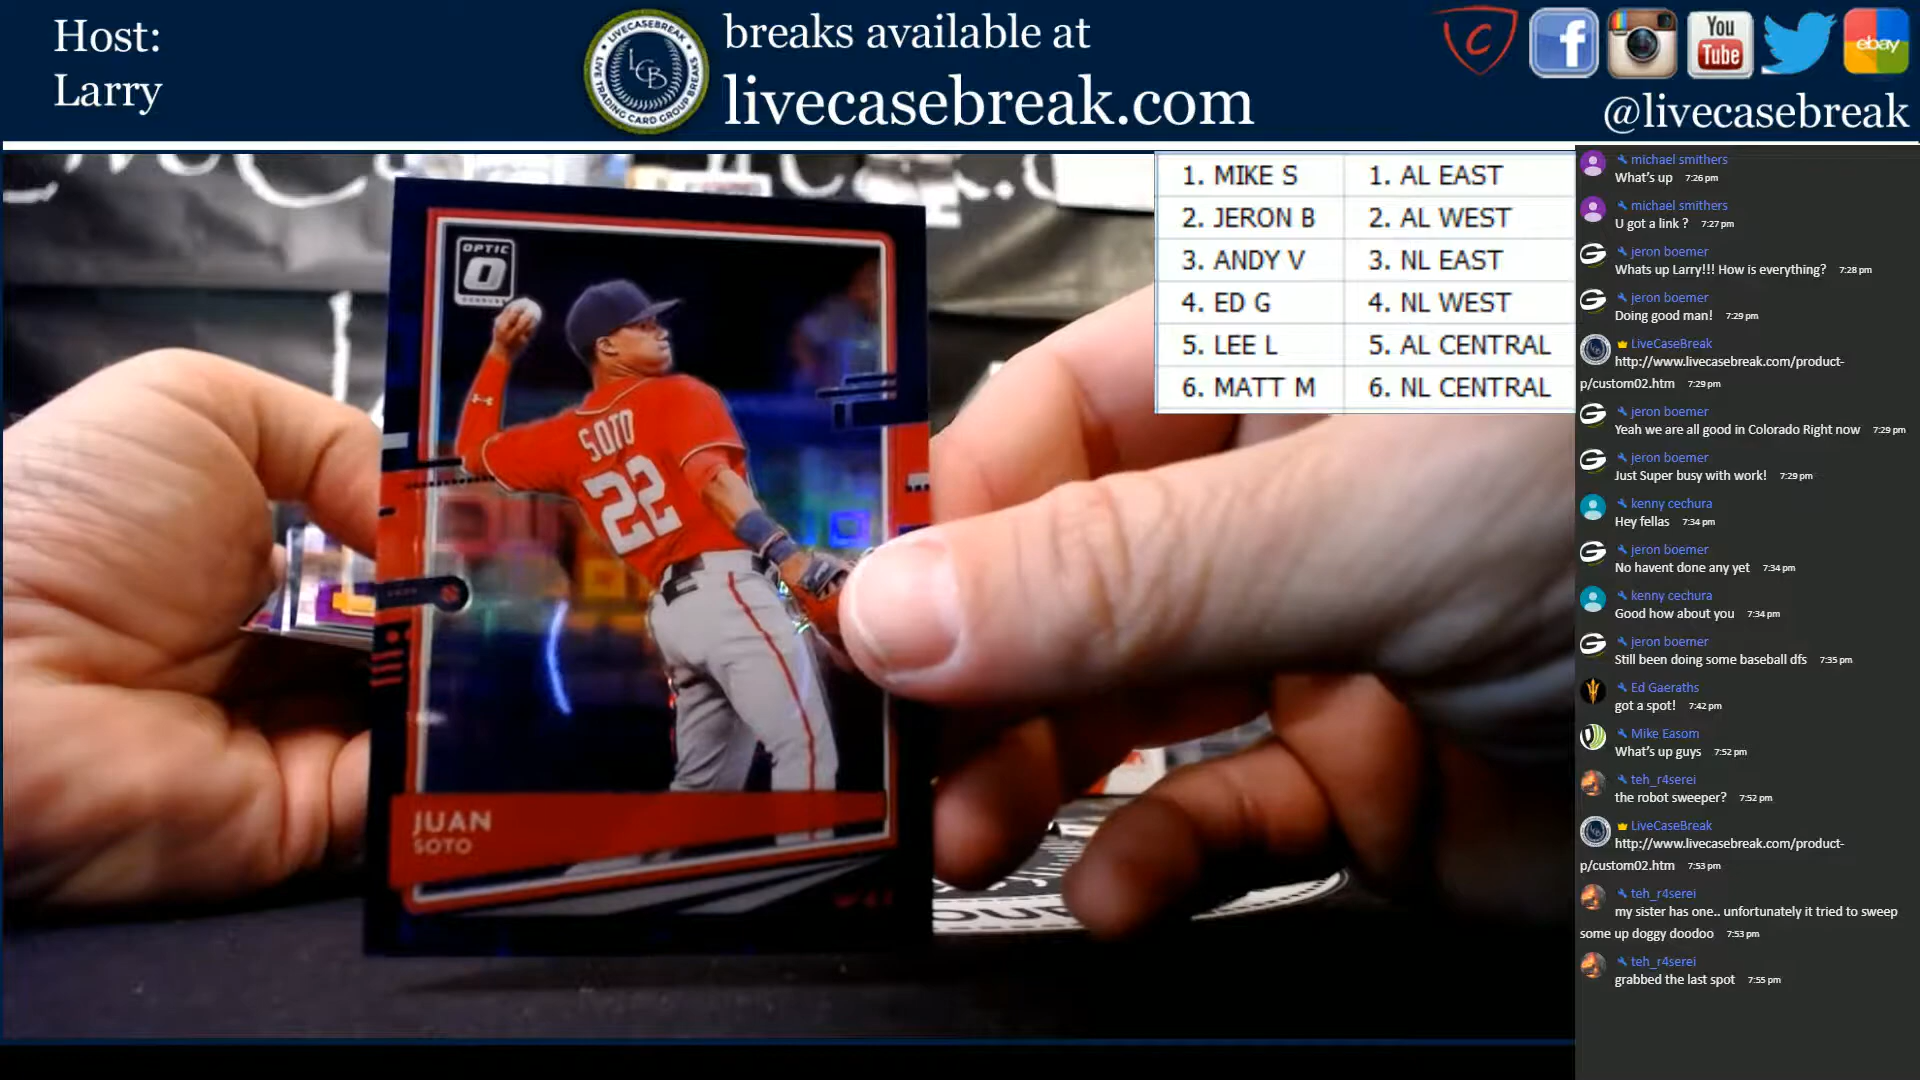 Host:
Larry
LIVECASEBREAK
LCB
LIVE TRADING CARD GROUP BREAKS
breaks available at
livecasebreak.com
You
Tube
ebay
@livecasebreak
1. MIKE S 1. AL EAST
2. JERON B 2. AL WEST
3. ANDY V 3. NL EAST
4. ED G 4. NL WEST
5. LEE L 5. AL CENTRAL
6. MATT M 6. NL CENTRAL
OPTIC
SOTO
22
JUAN
SOTO
michael smithers
What's up 7:26 pm
michael smithers
U got a link ? 7:27 pm
jeron boemer
Whats up Larry!!! How is everything? 7:28 pm
jeron boemer
Doing good man! 7:29 pm
LiveCaseBreak
http://www.livecasebreak.com/product-
p/custom02.htm 7:29 pm
jeron boemer
Yeah we are all good in Colorado Right now 7:29 pm
jeron boemer
Just Super busy with work! 7:29 pm
kenny cechura
Hey fellas 7:34 pm
jeron boemer
No havent done any yet 7:34 pm
kenny cechura
Good how about you 7:34 pm
jeron boemer
Still been doing some baseball dfs 7:35 pm
Ed Gaeraths
got a spot! 7:42 pm
Mike Easom
What's up guys 7:52 pm
teh_r4serei
the robot sweeper? 7:52 pm
LiveCaseBreak
http://www.livecasebreak.com/product-
p/custom02.htm 7:53 pm
teh_r4serei
my sister has one.. unfortunately it tried to sweep
some up doggy doodoo 7:53 pm
teh_r4serei
grabbed the last spot 7:55 pm